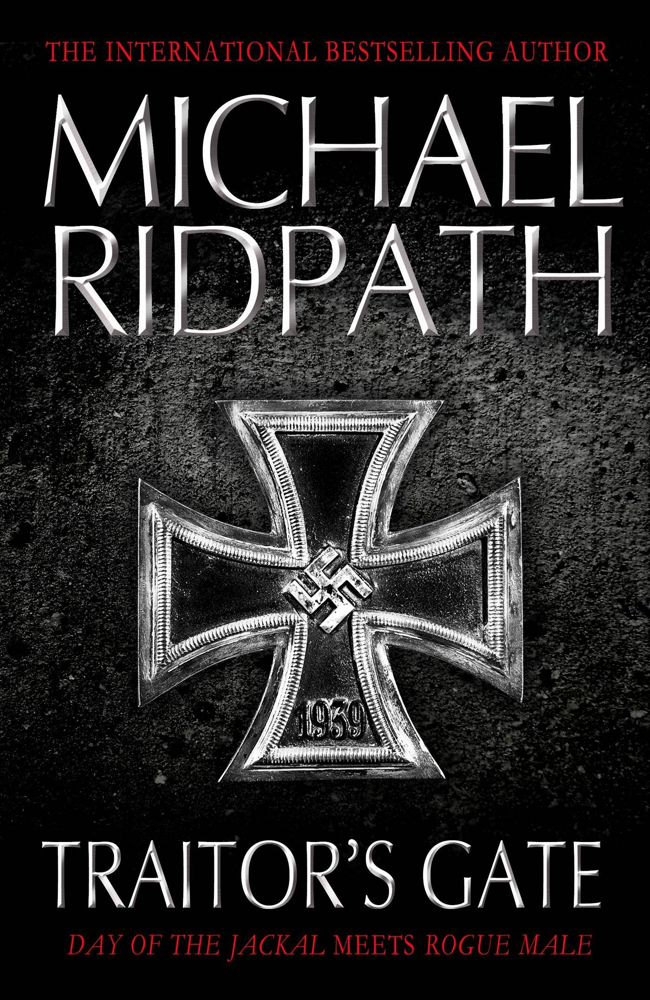 THE INTERNATIONAL BESTSELLING AUTHOR
MICHAEL
RIDPATH
1939
TRAITOR'S GATE
DAY OF THE JACKAL MEETS ROGUE MALE